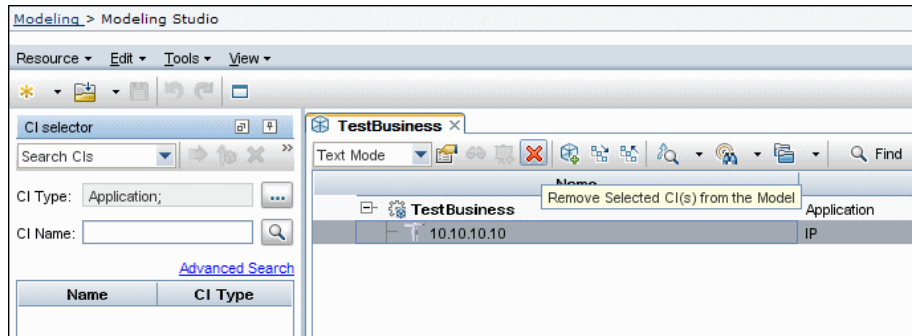 Modeling > Modeling Studio
Resource Edit Tools View
CI selector
Search CIs
»
CI Type: Application; ...
CI Name:
Advanced Search
Name CI Type
TestBusiness
Text Mode Find
Name
Remove Selected CI(s) from the Model
TestBusiness Application
10.10.10.10 IP